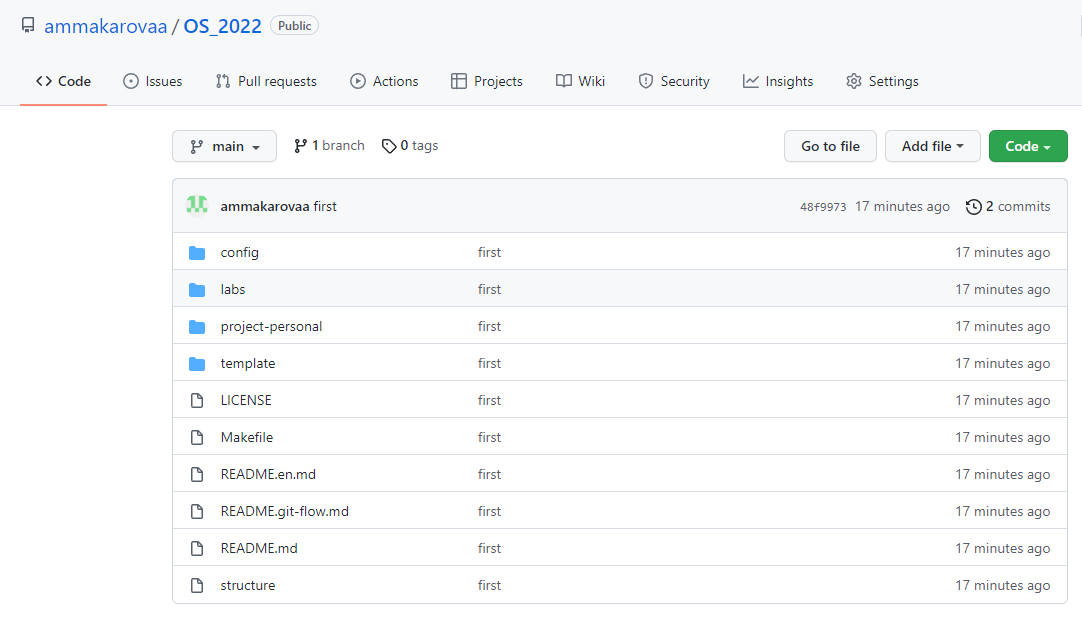 ammakarovaa / OS_2022 Public
Code Issues Pull requests Actions Projects Wiki Security Insights Settings
main 1 branch 0 tags Go to file Add file Code
ammakarovaa first 48f9973 17 minutes ago 2 commits
config first 17 minutes ago
labs first 17 minutes ago
project-personal first 17 minutes ago
template first 17 minutes ago
LICENSE first 17 minutes ago
Makefile first 17 minutes ago
README.en.md first 17 minutes ago
README.git-flow.md first 17 minutes ago
README.md first 17 minutes ago
structure first 17 minutes ago